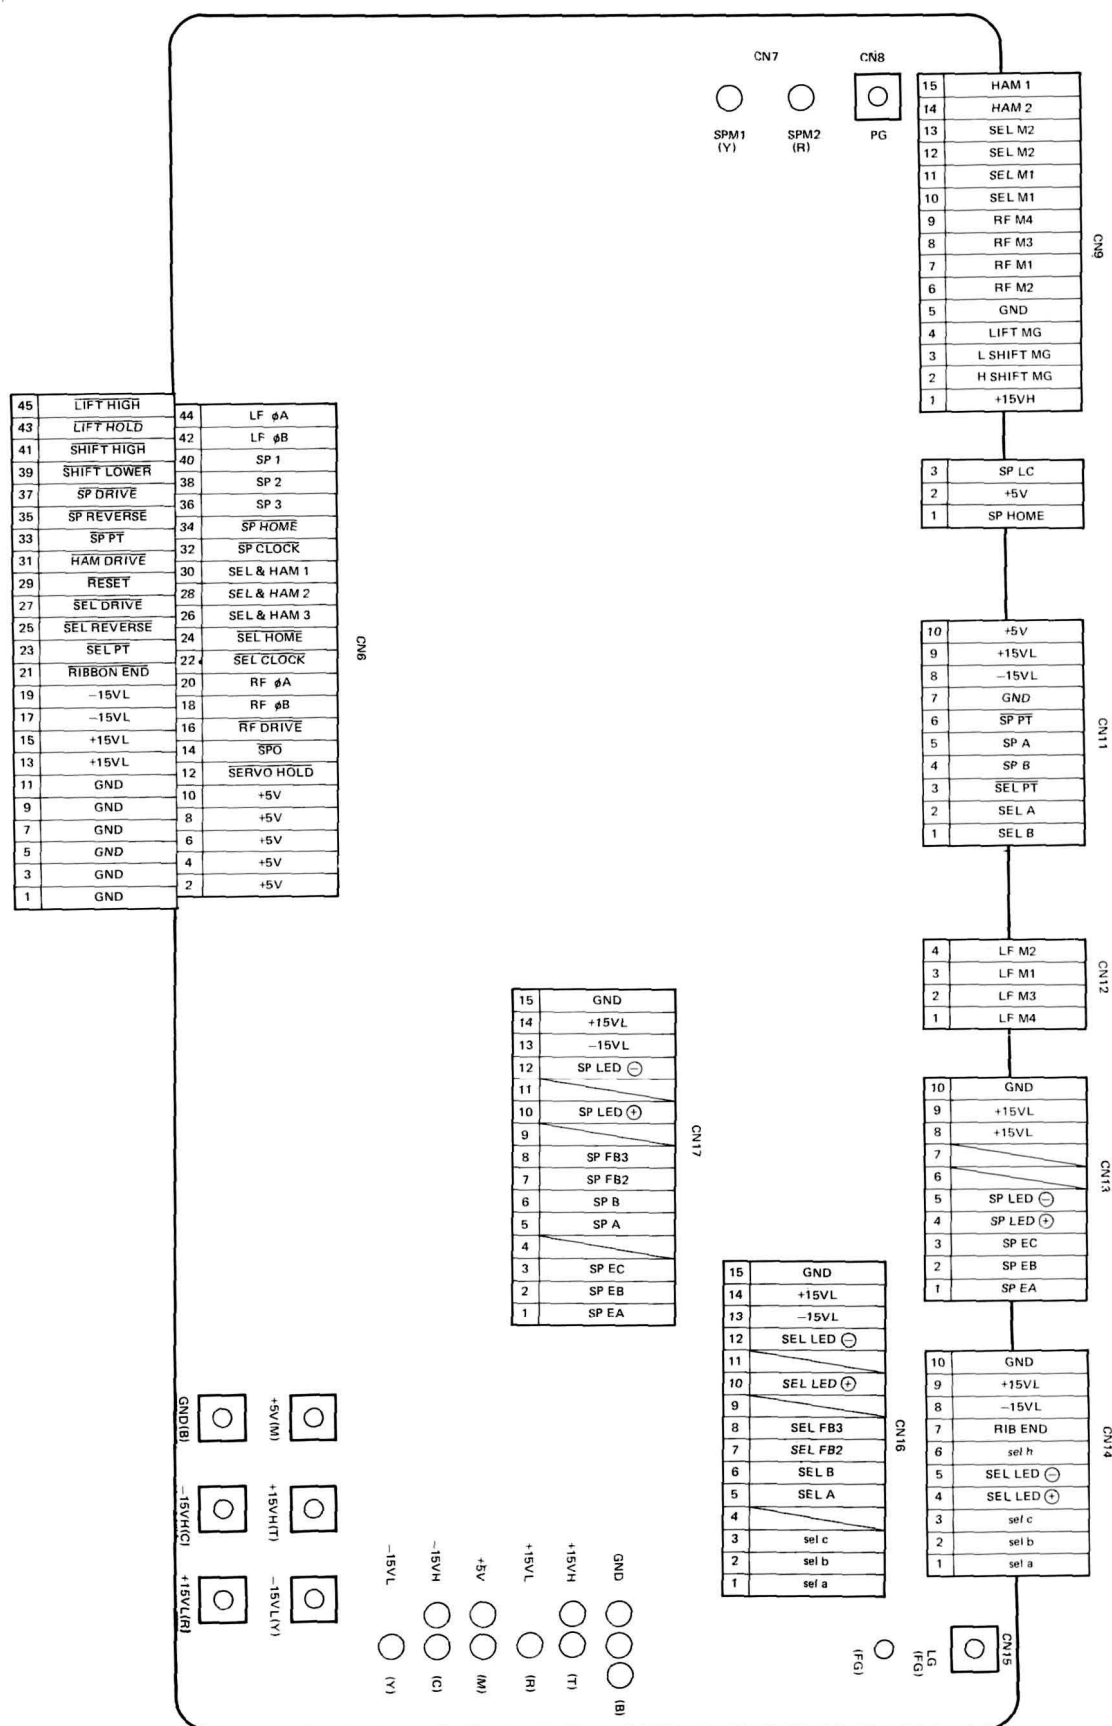 CN7
CN8
SPM1
(Y)
SPM2
(R)
PG
15 HAM 1
14 HAM 2
13 SEL M2
12 SEL M2
11 SEL M1
10 SEL M1
9 RF M4
8 RF M3
7 RF M1
6 RF M2
5 GND
4 LIFT MG
3 L SHIFT MG
2 H SHIFT MG
1 +15VH
CN9
3 SP LC
2 +5V
1 SP HOME
45 LIFT HIGH
43 LIFT HOLD
41 SHIFT HIGH
39 SHIFT LOWER
37 SP DRIVE
35 SP REVERSE
33 SP PT
31 HAM DRIVE
29 RESET
27 SEL DRIVE
25 SEL REVERSE
23 SEL PT
21 RIBBON END
19 −15VL
17 −15VL
15 +15VL
13 +15VL
11 GND
9 GND
7 GND
5 GND
3 GND
1 GND
44 LF øA
42 LF øB
40 SP 1
38 SP 2
36 SP 3
34 SP HOME
32 SP CLOCK
30 SEL & HAM 1
28 SEL & HAM 2
26 SEL & HAM 3
24 SEL HOME
22 SEL CLOCK
20 RF øA
18 RF øB
16 RF DRIVE
14 SPO
12 SERVO HOLD
10 +5V
8 +5V
6 +5V
4 +5V
2 +5V
CN6
10 +5V
9 +15VL
8 −15VL
7 GND
6 SP PT
5 SP A
4 SP B
3 SEL PT
2 SEL A
1 SEL B
CN11
4 LF M2
3 LF M1
2 LF M3
1 LF M4
CN12
15 GND
14 +15VL
13 −15VL
12 SP LED ⊖
11
10 SP LED ⊕
9
8 SP FB3
7 SP FB2
6 SP B
5 SP A
4
3 SP EC
2 SP EB
1 SP EA
CN17
10 GND
9 +15VL
8 +15VL
7
6
5 SP LED ⊖
4 SP LED ⊕
3 SP EC
2 SP EB
1 SP EA
CN13
15 GND
14 +15VL
13 −15VL
12 SEL LED ⊖
11
10 SEL LED ⊕
9
8 SEL FB3
7 SEL FB2
6 SEL B
5 SEL A
4
3 sel c
2 sel b
1 sel a
CN16
10 GND
9 +15VL
8 −15VL
7 RIB END
6 sel h
5 SEL LED ⊖
4 SEL LED ⊕
3 sel c
2 sel b
1 sel a
CN14
GND(B)
+5V(M)
−15VH(C)
+15VH(T)
+15VL(R)
−15VL(Y)
−15VL
−15VH
+5V
+15VL
+15VH
GND
(Y)
(C)
(M)
(R)
(T)
(B)
(FG)
LG
(FG)
CN15